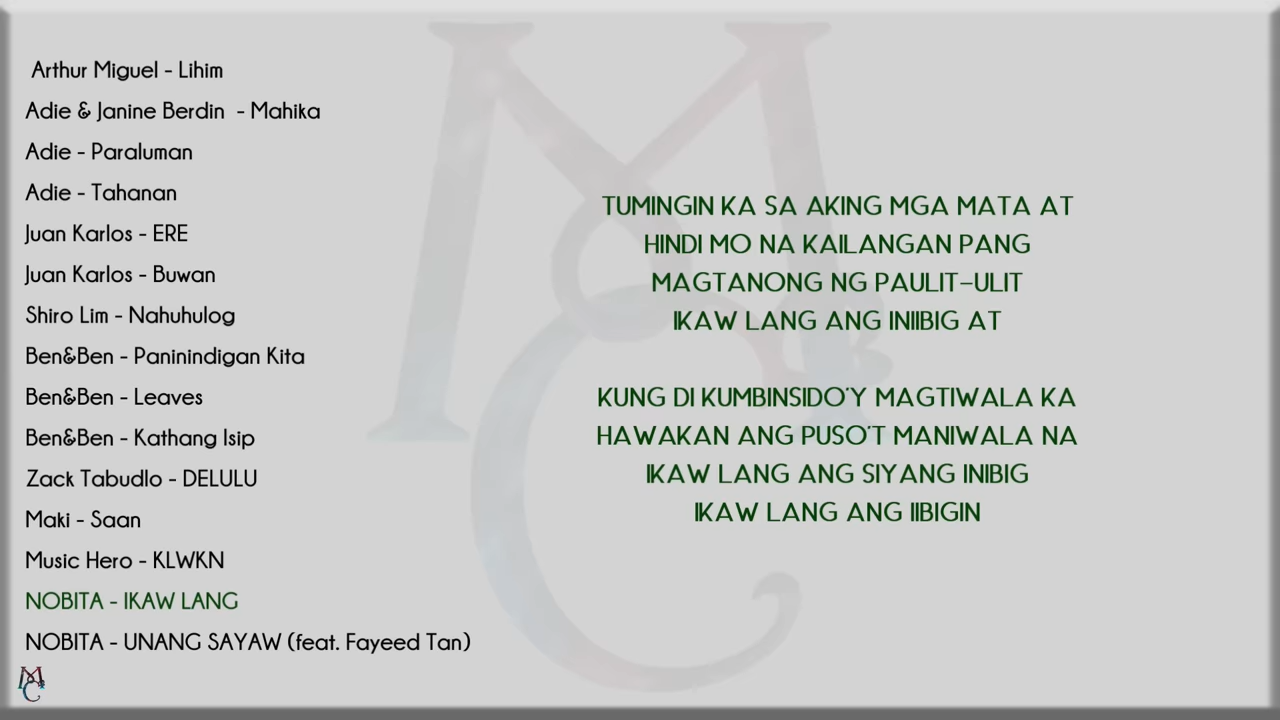 Arthur Miguel - Lihim
Adie & Janine Berdin - Mahika
Adie - Paraluman
Adie - Tahanan
Juan Karlos - ERE
Juan Karlos - Buwan
Shiro Lim - Nahuhulog
Ben&Ben - Paninindigan Kita
Ben&Ben - Leaves
Ben&Ben - Kathang Isip
Zack Tabudlo - DELULU
Maki - Saan
Music Hero - KLWKN
NOBITA - IKAW LANG
NOBITA - UNANG SAYAW (feat. Fayeed Tan)
TUMINGIN KA SA AKING MGA MATA AT
HINDI MO NA KAILANGAN PANG
MAGTANONG NG PAULIT-ULIT
IKAW LANG ANG INIIBIG AT
KUNG DI KUMBINSIDO'Y MAGTIWALA KA
HAWAKAN ANG PUSO'T MANIWALA NA
IKAW LANG ANG SIYANG INIBIG
IKAW LANG ANG IIBIGIN
MC